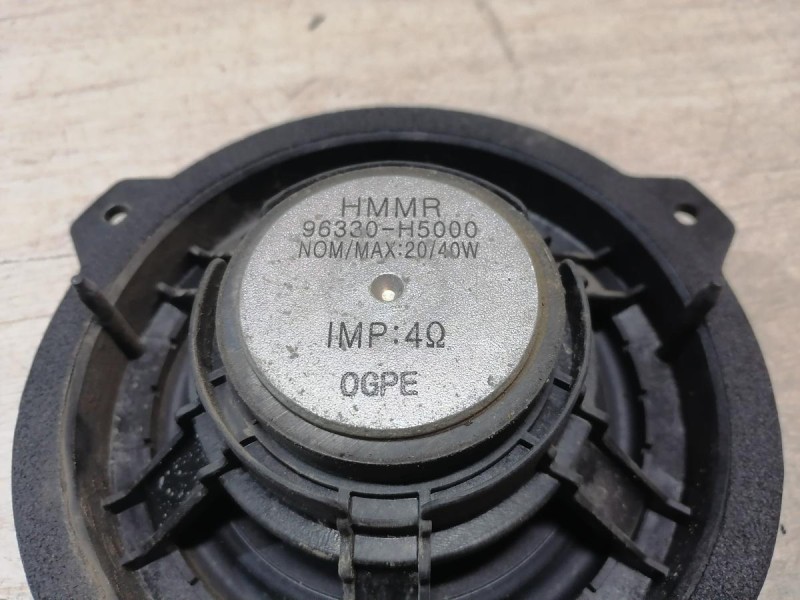 HMMR
96330-H5000
NOM/MAX:20/40W
IMP:4Ω
OGPE